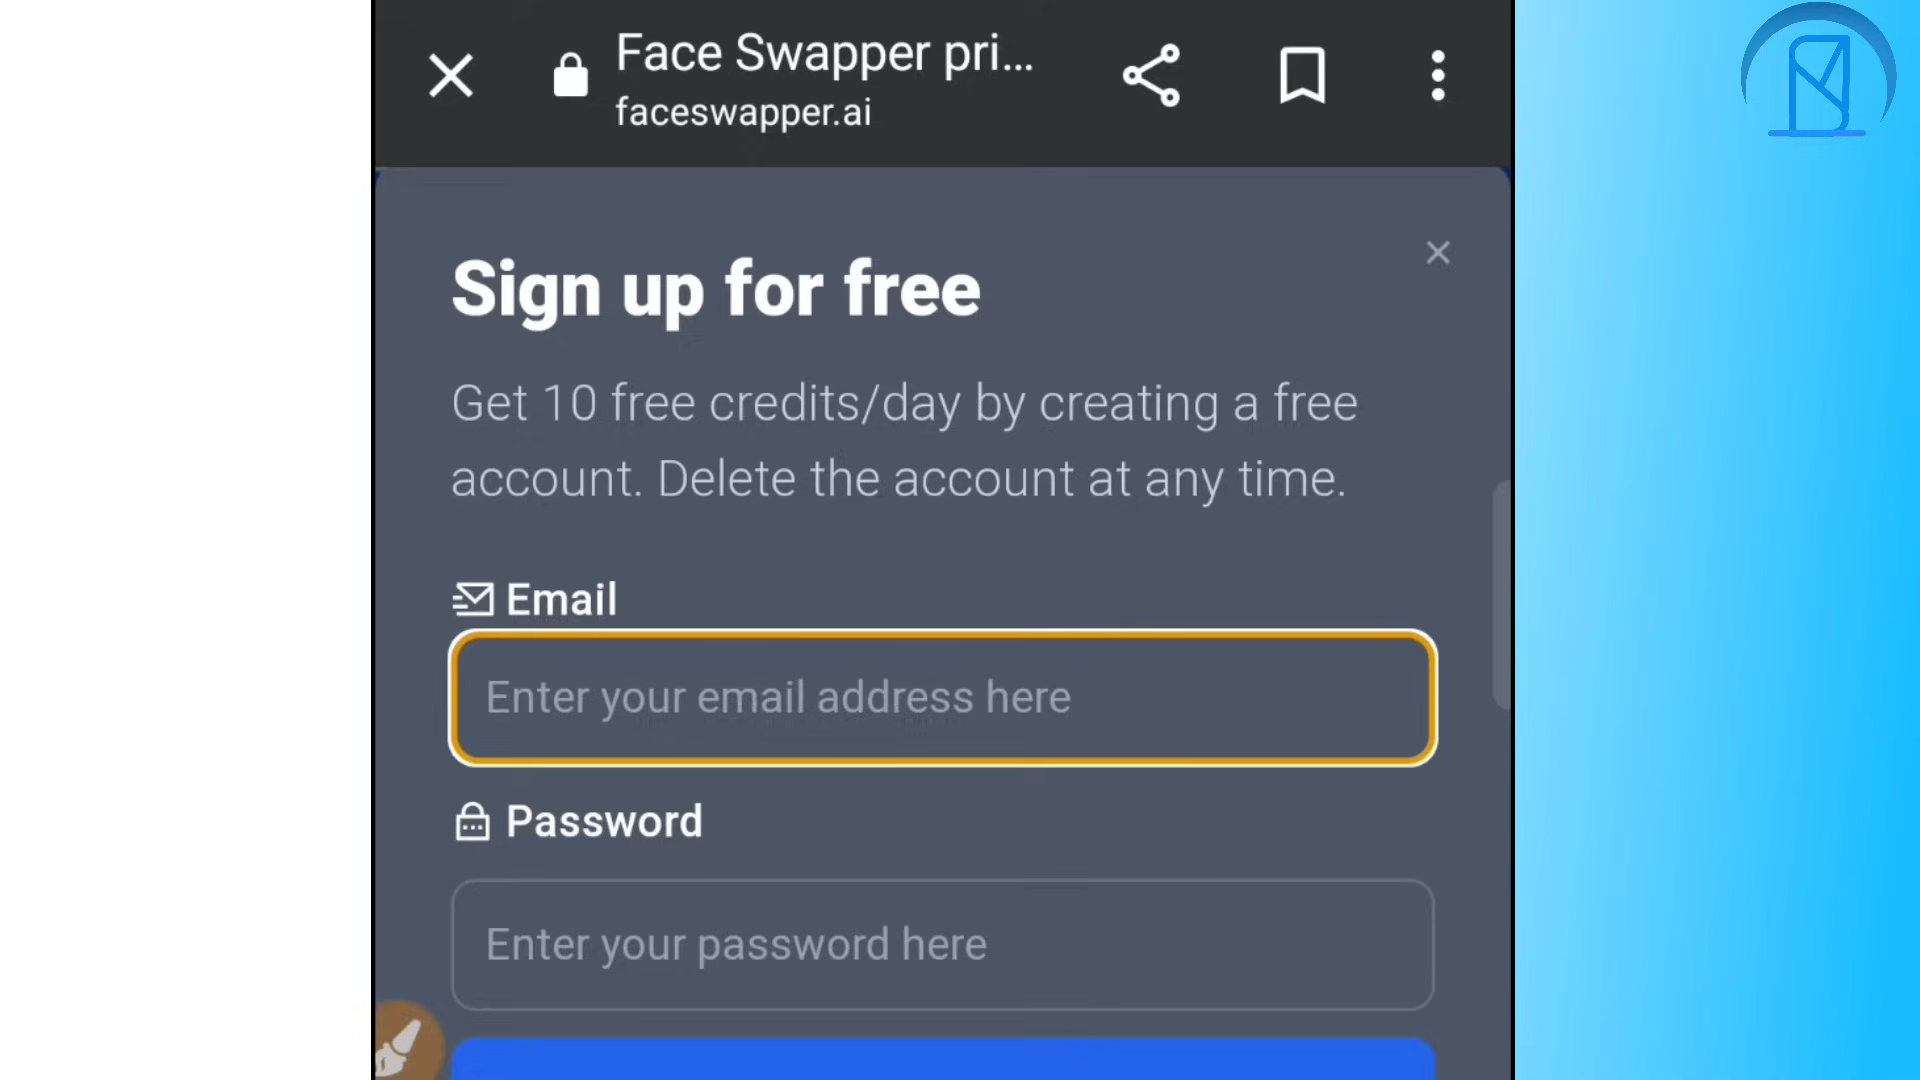 Face Swapper pri...
faceswapper.ai
Sign up for free
Get 10 free credits/day by creating a free
account. Delete the account at any time.
Email
Enter your email address here
Password
Enter your password here